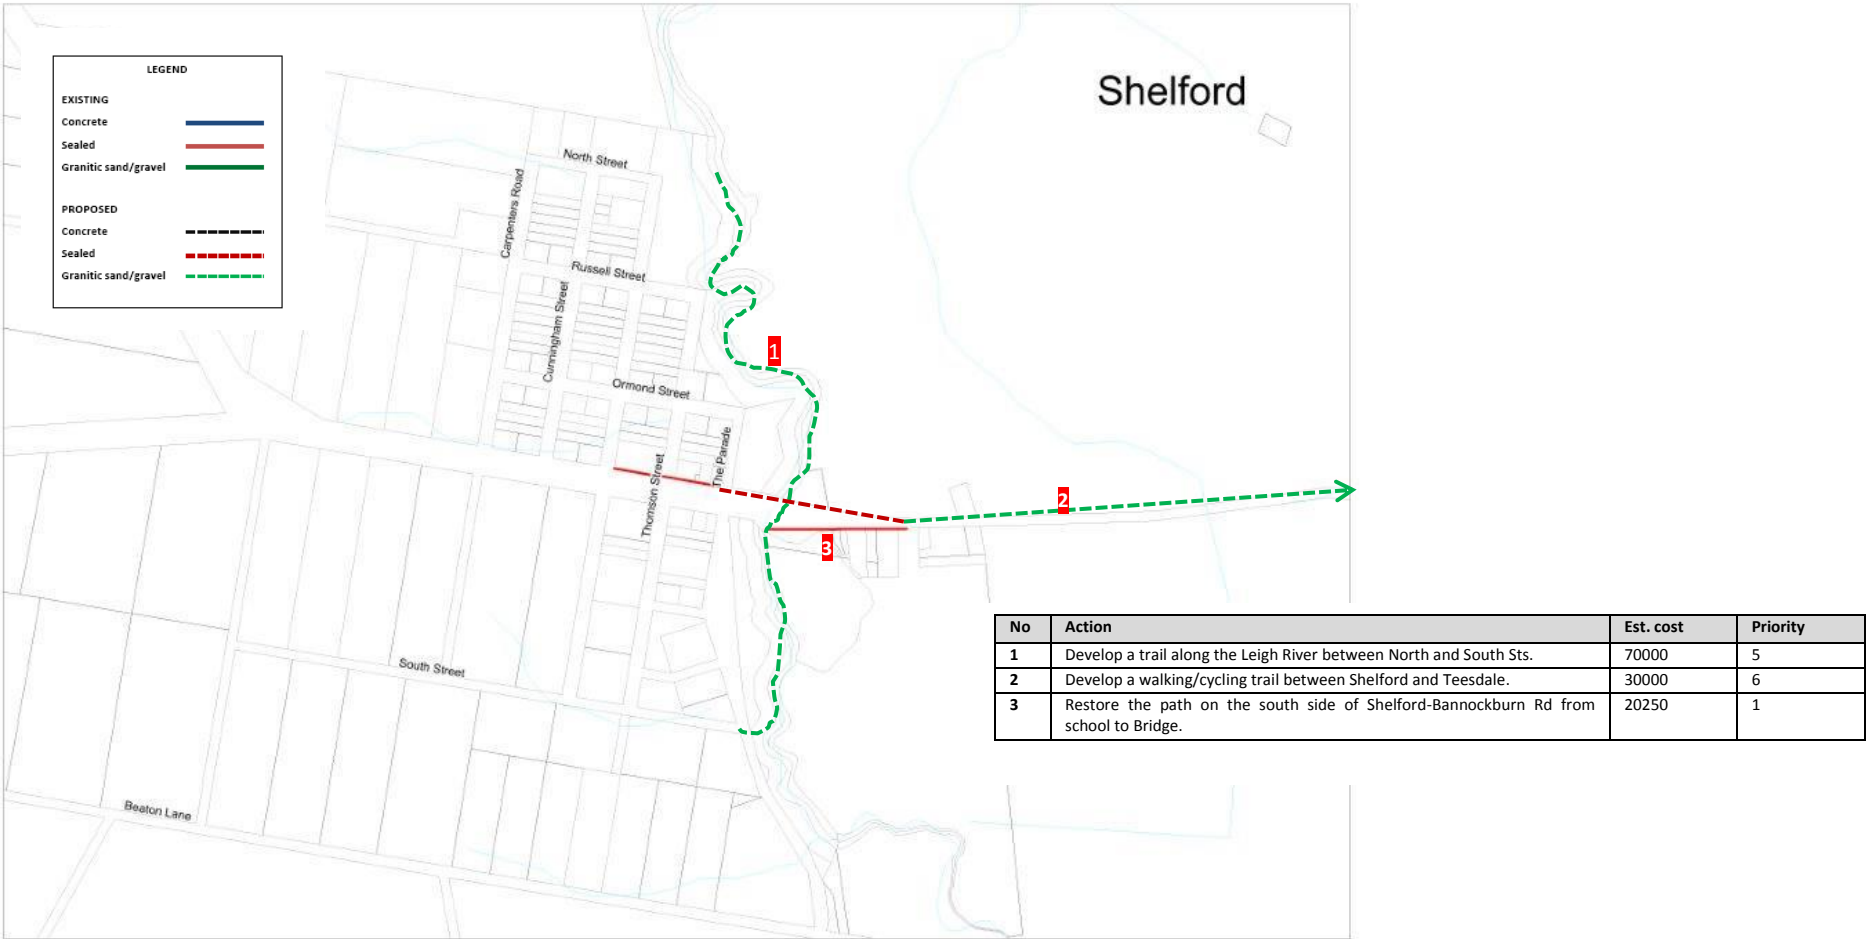 Shelford
LEGEND
EXISTING
Concrete
Sealed
Granitic sand/gravel
PROPOSED
Concrete
Sealed
Granitic sand/gravel
North Street
Carpenters Road
Russell Street
Cunningham Street
1
Ormond Street
The Parade
Thomson Street
2
3
South Street
Beaton Lane
No Action Est. cost Priority
1 Develop a trail along the Leigh River between North and South Sts. 70000 5
2 Develop a walking/cycling trail between Shelford and Teesdale. 30000 6
3 Restore the path on the south side of Shelford-Bannockburn Rd from 20250 1
school to Bridge.